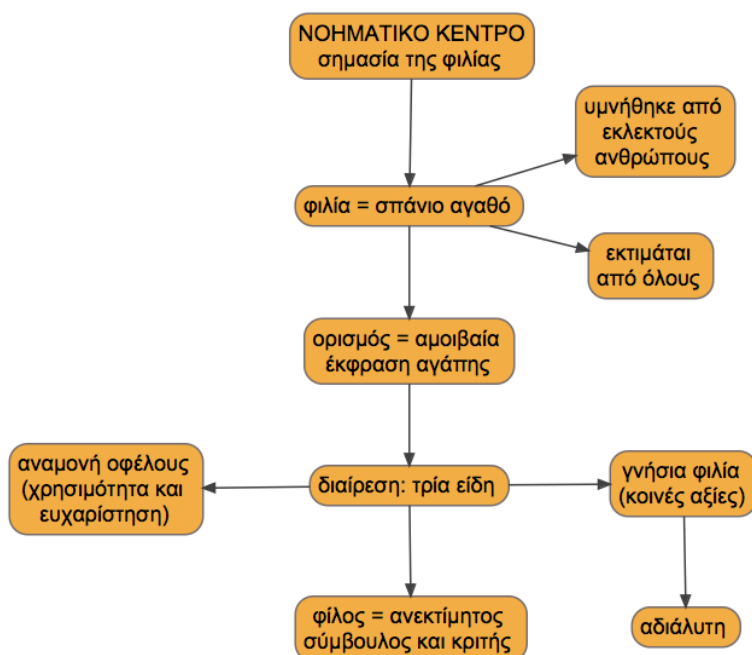 ΝΟΗΜΑΤΙΚΟ ΚΕΝΤΡΟ
σημασία της φιλίας
υμνήθηκε από
εκλεκτούς
ανθρώπους
φιλία = σπάνιο αγαθό
εκτιμάται
από όλους
ορισμός = αμοιβαία
έκφραση αγάπης
αναμονή οφέλους
(χρησιμότητα και
ευχαρίστηση)
διαίρεση: τρία είδη
γνήσια φιλία
(κοινές αξίες)
φίλος = ανεκτίμητος
σύμβουλος και κριτής
αδιάλυτη